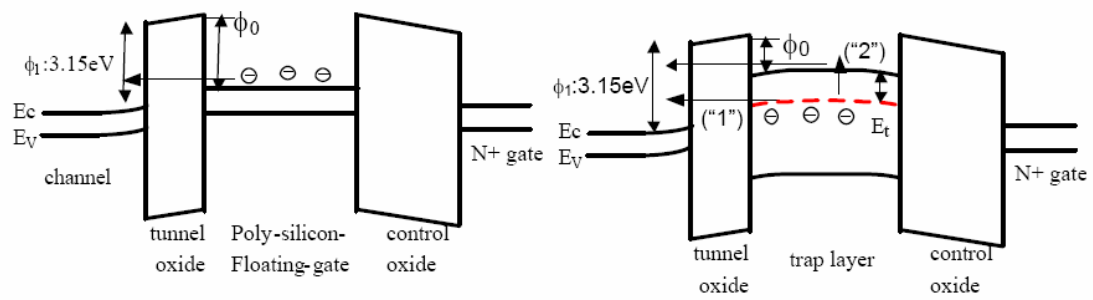 ϕ0
ϕ1:3.15eV
Ec
EV
channel
N+ gate
tunnel
oxide
Poly-silicon-
Floating-gate
control
oxide
ϕ0
("2")
ϕ1:3.15eV
("1")
Et
Ec
EV
N+ gate
tunnel
oxide
trap layer
control
oxide